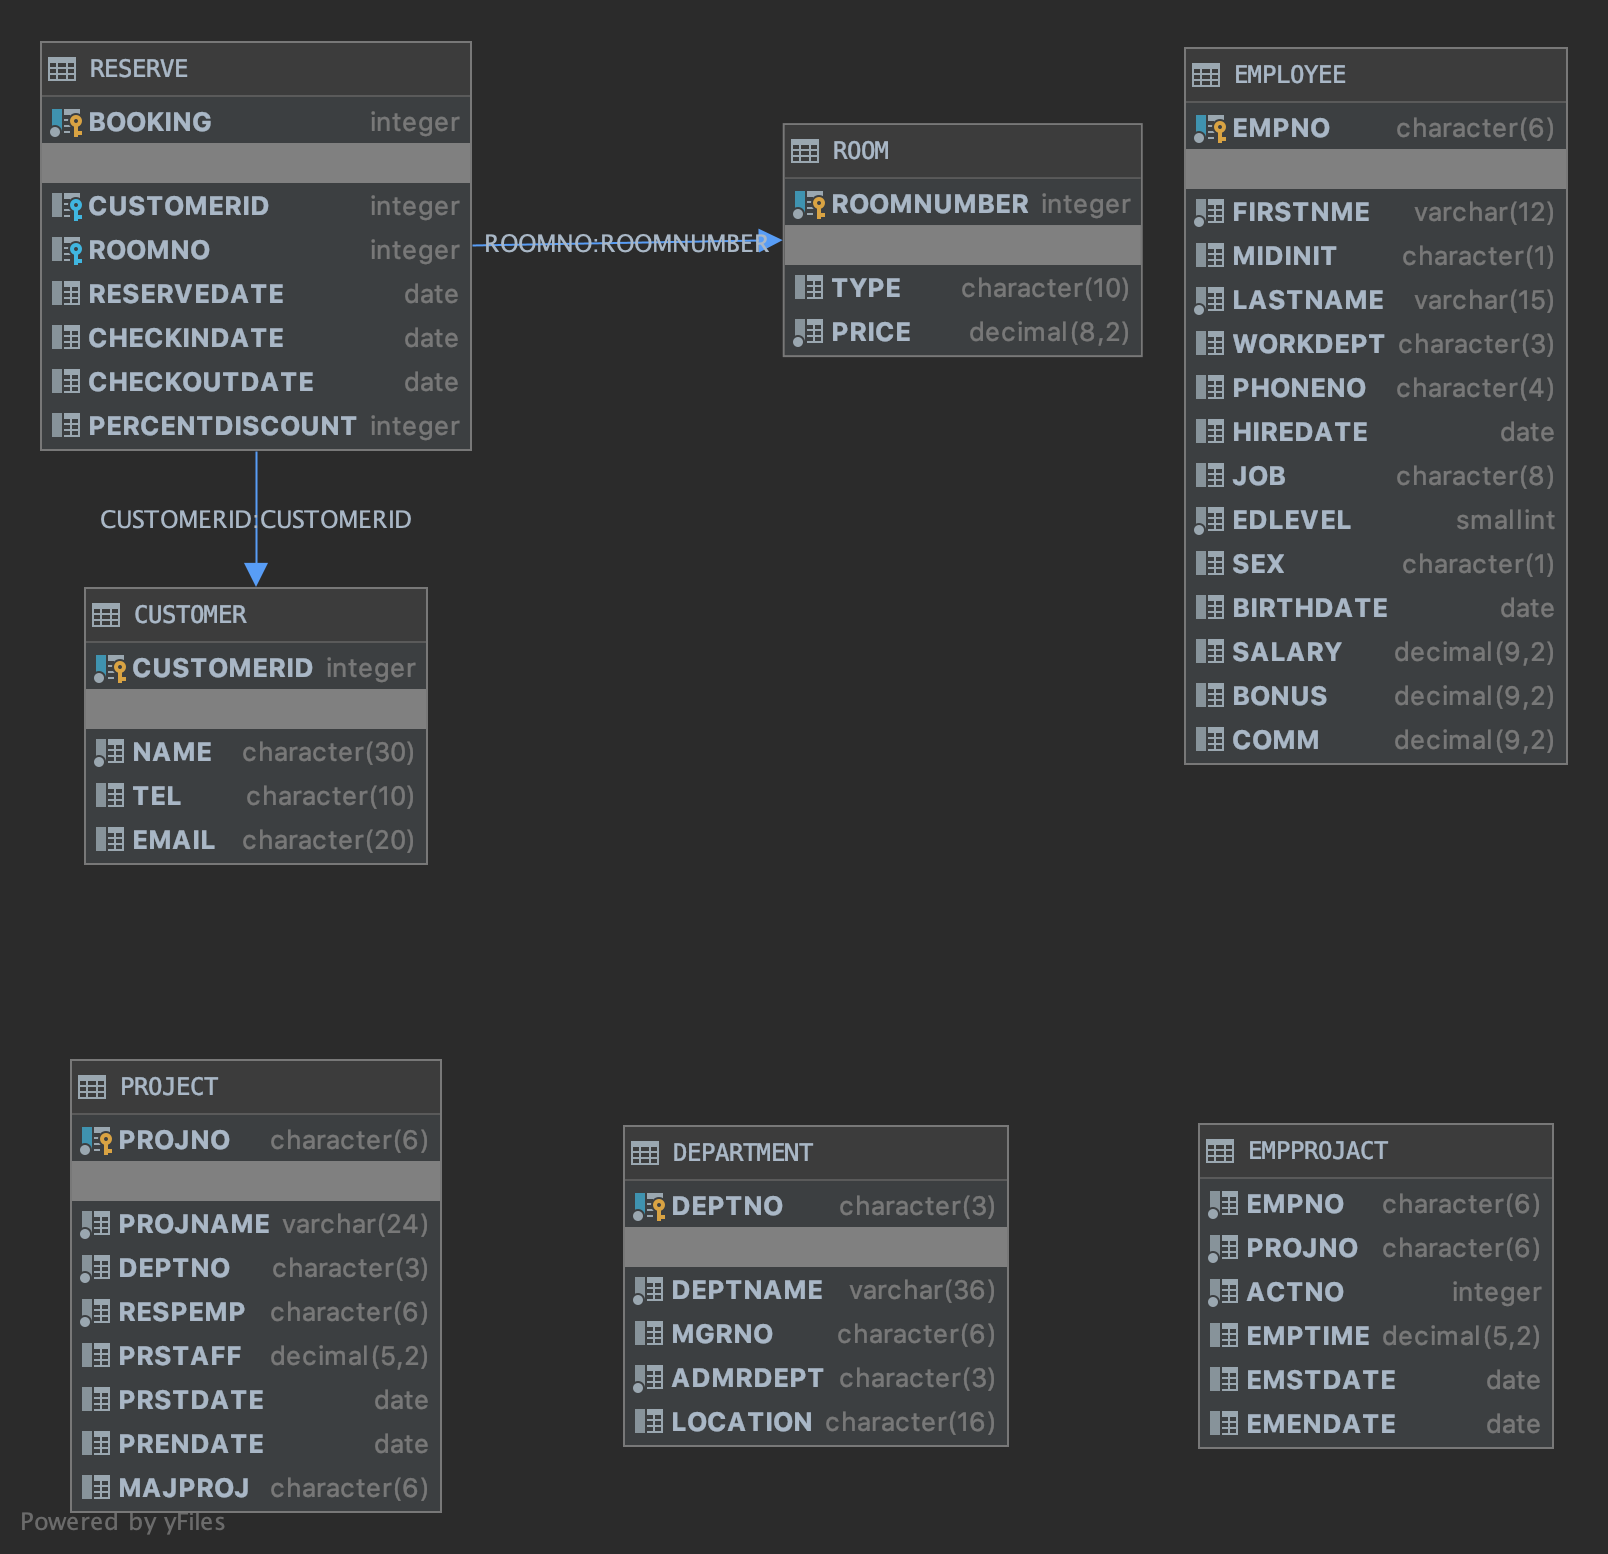 RESERVE
BOOKING integer
CUSTOMERID integer
ROOMNO integer
RESERVEDATE date
CHECKINDATE date
CHECKOUTDATE date
PERCENTDISCOUNT integer
ROOMNO:ROOMNUMBER
ROOM
ROOMNUMBER integer
TYPE character(10)
PRICE decimal(8,2)
EMPLOYEE
EMPNO character(6)
FIRSTNME varchar(12)
MIDINIT character(1)
LASTNAME varchar(15)
WORKDEPT character(3)
PHONENO character(4)
HIREDATE date
JOB character(8)
EDLEVEL smallint
SEX character(1)
BIRTHDATE date
SALARY decimal(9,2)
BONUS decimal(9,2)
COMM decimal(9,2)
CUSTOMERID:CUSTOMERID
CUSTOMER
CUSTOMERID integer
NAME character(30)
TEL character(10)
EMAIL character(20)
PROJECT
PROJNO character(6)
PROJNAME varchar(24)
DEPTNO character(3)
RESPEMP character(6)
PRSTAFF decimal(5,2)
PRSTDATE date
PRENDATE date
MAJPROJ character(6)
DEPARTMENT
DEPTNO character(3)
DEPTNAME varchar(36)
MGRNO character(6)
ADMRDEPT character(3)
LOCATION character(16)
EMPPROJACT
EMPNO character(6)
PROJNO character(6)
ACTNO integer
EMPTIME decimal(5,2)
EMSTDATE date
EMENDATE date
Powered by yFiles